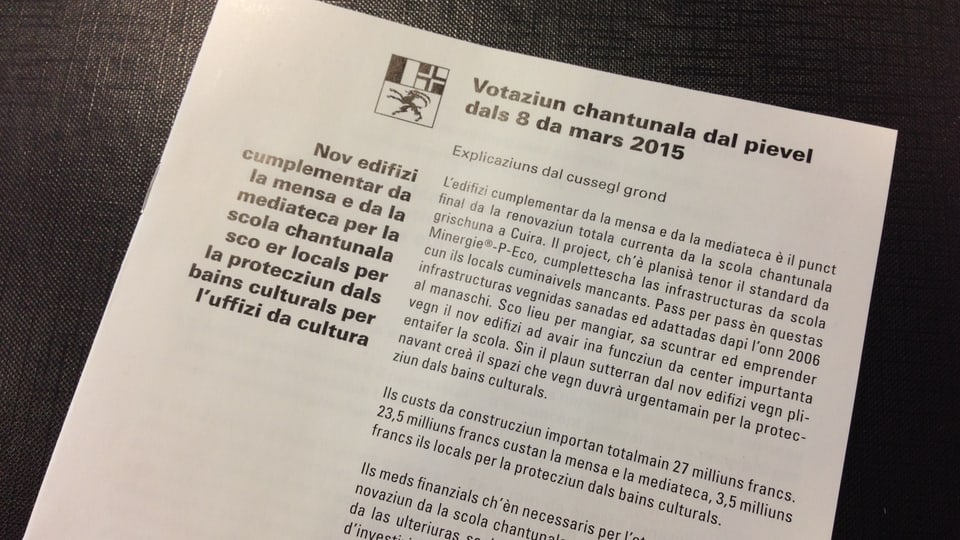 Votaziun chantunala dal pievel
dals 8 da mars 2015
Nov edifizi
cumplementar da
la mensa e da la
mediateca per la
scola chantunala
sco er locals per
la protecziun dals
bains culturals per
l'uffizi da cultura
Explicaziuns dal cussegl grond
L'edifizi cumplementar da la mensa e da la mediateca è il punct
final da la renovaziun totala currenta da la scola chantunala
grischuna a Cuira. Il project, ch'è planisà tenor il standard da
Minergie®-P-Eco, complettescha las infrastructuras da scola
cun ils locals cuminaivels mancants. Pass per pass èn questas
infrastructuras vegnidas sanadas ed adattadas dapi l'onn 2006
al manaschi. Sco lieu per mangiar, sa scuntrar ed emprender
vegn il nov edifizi ad avair ina funcziun da center impurtanta
entaifer la scola. Sin il plaun sutterran dal nov edifizi vegn pli-
navant creà il spazi che vegn duvrà urgentamain per la protec-
ziun dals bains culturals.
Ils custs da construcziun importan totalmain 27 milliuns francs.
23,5 milliuns francs custan la mensa e la mediateca, 3,5 milliuns
francs ils locals per la protecziun dals bains culturals.
Ils meds finanzials ch'èn necessaris per
novaziun da la scola
da las ulteriuras